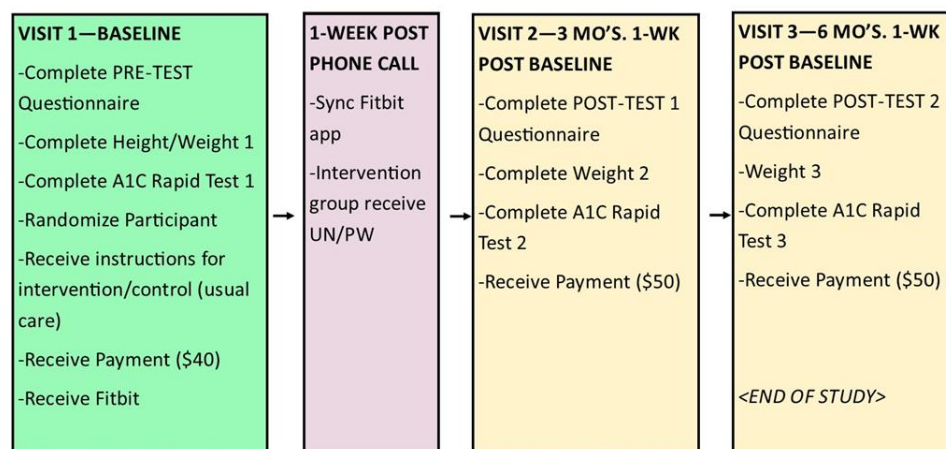 VISIT 1—BASELINE
-Complete PRE-TEST
Questionnaire
-Complete Height/Weight 1
-Complete A1C Rapid Test 1
-Randomize Participant
-Receive instructions for
intervention/control (usual
care)
-Receive Payment ($40)
-Receive Fitbit
1-WEEK POST
PHONE CALL
-Sync Fitbit
app
-Intervention
group receive
UN/PW
VISIT 2—3 MO’S. 1-WK
POST BASELINE
-Complete POST-TEST 1
Questionnaire
-Complete Weight 2
-Complete A1C Rapid
Test 2
-Receive Payment ($50)
VISIT 3—6 MO’S. 1-WK
POST BASELINE
-Complete POST-TEST 2
Questionnaire
-Weight 3
-Complete A1C Rapid
Test 3
-Receive Payment ($50)
<END OF STUDY>